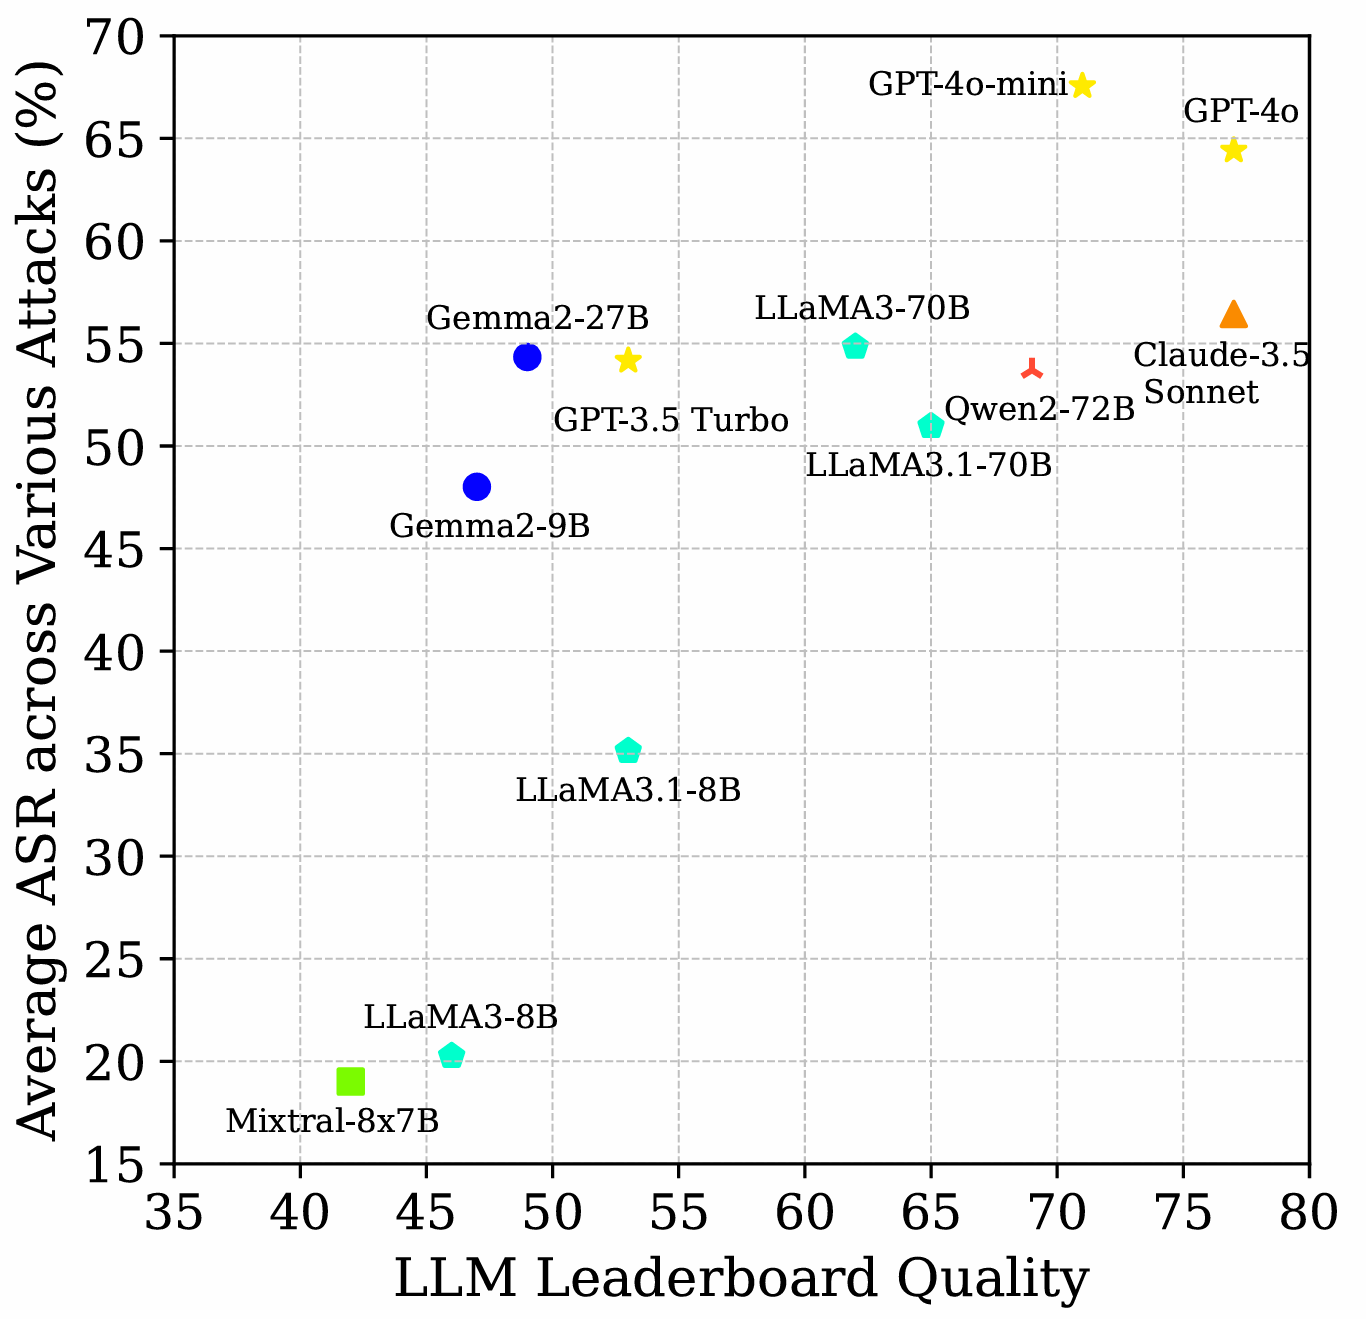 70
65
60
55
50
45
40
35
30
25
20
15
Average ASR across Various Attacks (%)
GPT-4o-mini
GPT-4o
Gemma2-27B
LLaMA3-70B
Claude-3.5
Sonnet
Qwen2-72B
GPT-3.5 Turbo
LLaMA3.1-70B
Gemma2-9B
LLaMA3.1-8B
LLaMA3-8B
Mixtral-8x7B
35 40 45 50 55 60 65 70 75 80
LLM Leaderboard Quality